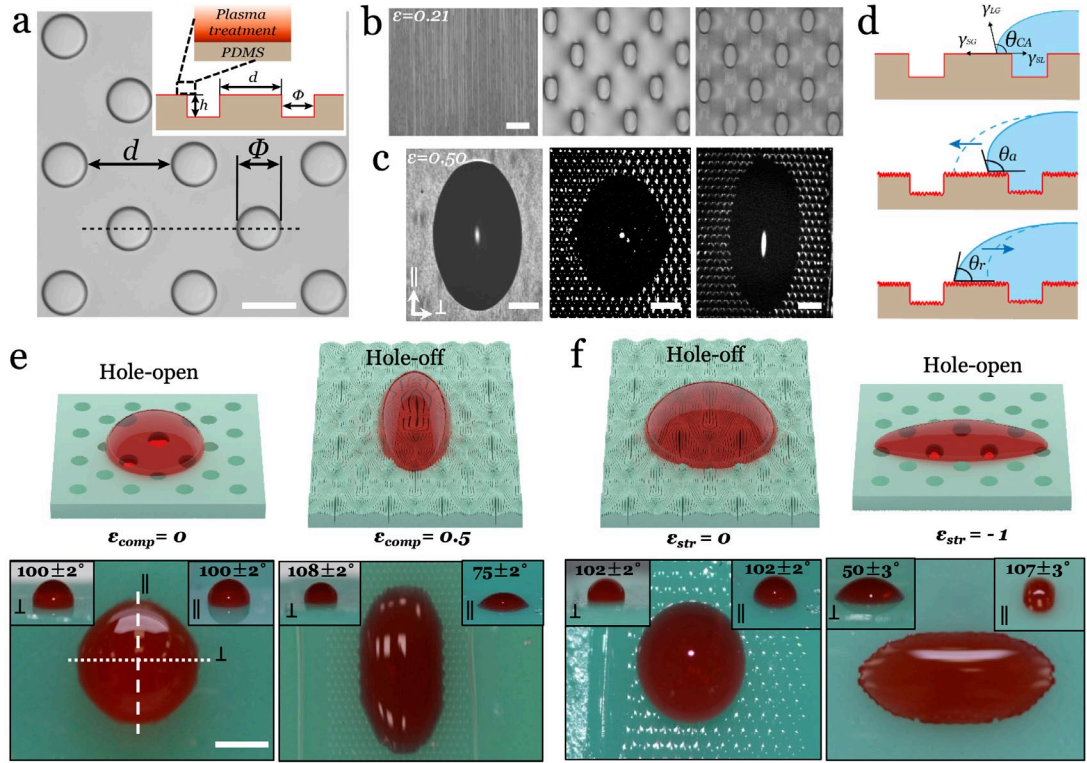 a
Plasma
treatment
PDMS
d
h
Φ
d
Φ
b
ε=0.21
c
ε=0.50
||
⊥
d
γLG
θCA
γSG
γSL
θa
θr
e
Hole-open
Hole-off
εcomp= 0
εcomp= 0.5
100±2°
⊥
||
100±2°
||
⊥
108±2°
⊥
75±2°
||
f
Hole-off
Hole-open
εstr= 0
εstr= -1
102±2°
⊥
102±2°
||
50±3°
⊥
107±3°
||